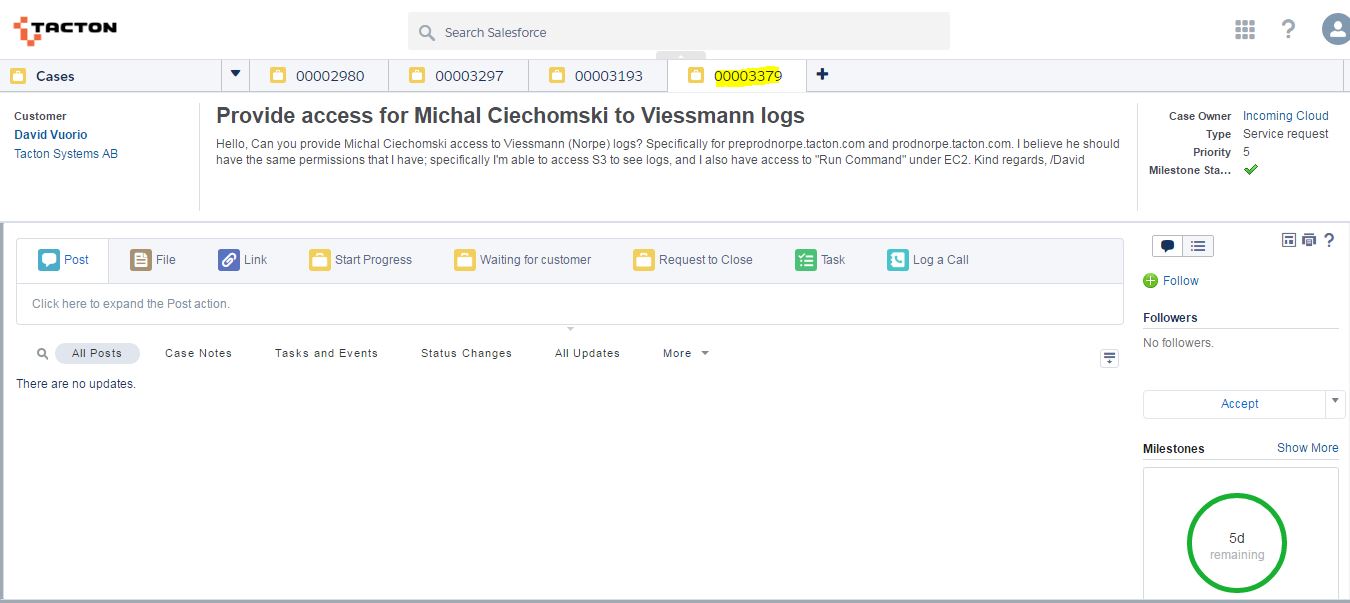 TACTON
Search Salesforce
?
Cases
00002980
00003297
00003193
00003379
Customer
David Vuorio
Tacton Systems AB
Provide access for Michal Ciechomski to Viessmann logs
Hello, Can you provide Michal Ciechomski access to Viessmann (Norpe) logs? Specifically for preprodnorpe.tacton.com and prodnorpe.tacton.com. I believe he should
have the same permissions that I have; specifically I'm able to access S3 to see logs, and I also have access to "Run Command" under EC2. Kind regards, /David
Case Owner Incoming Cloud
Type Service request
Priority 5
Milestone Sta...
Post
File
Link
Start Progress
Waiting for customer
Request to Close
Task
Log a Call
Click here to expand the Post action.
All Posts
Case Notes
Tasks and Events
Status Changes
All Updates
More
There are no updates.
?
Follow
Followers
No followers.
Accept
Milestones Show More
5d
remaining